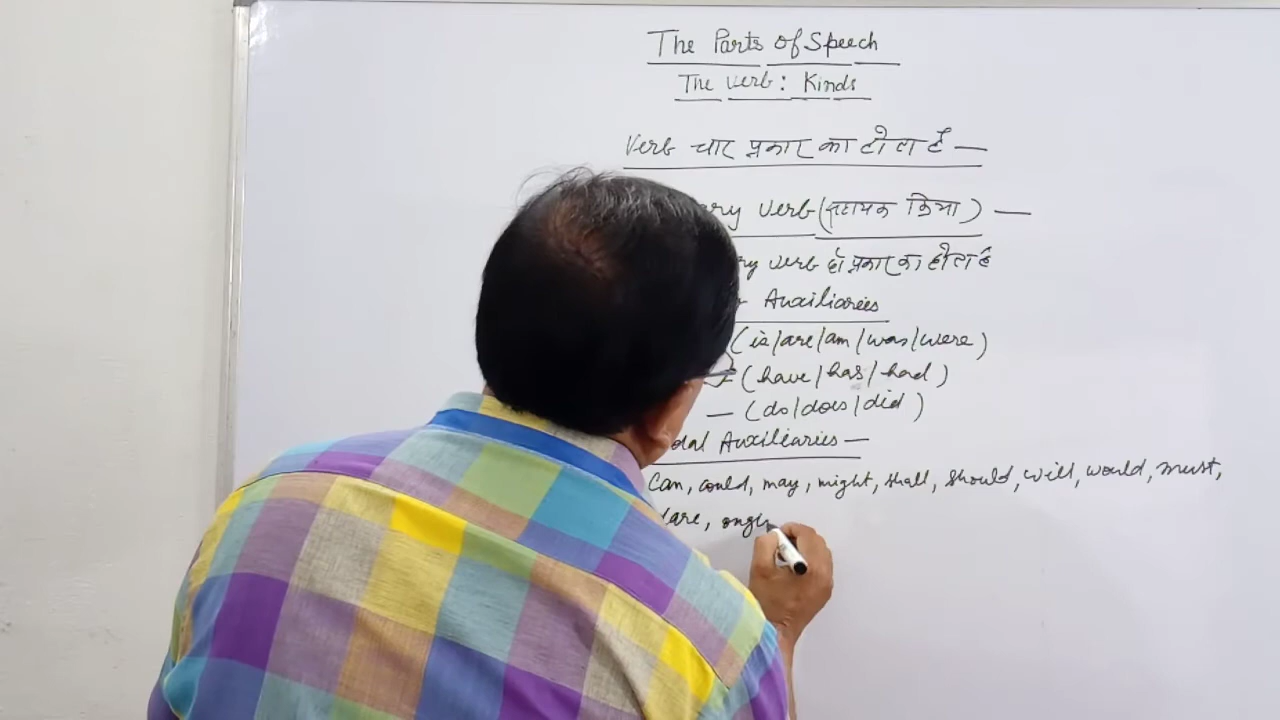 The Parts of Speech
The Verb: Kinds
Verb चार प्रकार का होता है —
Verb (सहायक क्रिया) —
verb दो प्रकार का होता है
Auxiliaries
(is/are/am/was/were)
(have/has/had)
— (do/does/did)
Auxiliaries —
Can, could, may, might, shall, should, will, would, must,